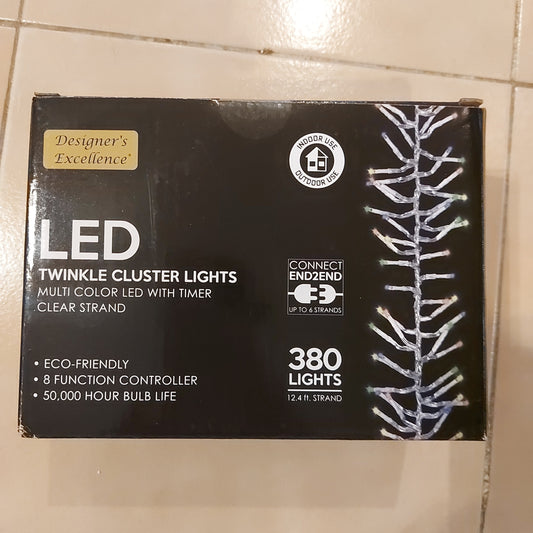 Designer's
Excellence®
INDOOR USE
OUTDOOR USE
LED
TWINKLE CLUSTER LIGHTS
MULTI COLOR LED WITH TIMER
CLEAR STRAND
CONNECT
END2END
UP TO 6 STRANDS
• ECO-FRIENDLY
• 8 FUNCTION CONTROLLER
• 50,000 HOUR BULB LIFE
380
LIGHTS
12.4 ft. STRAND